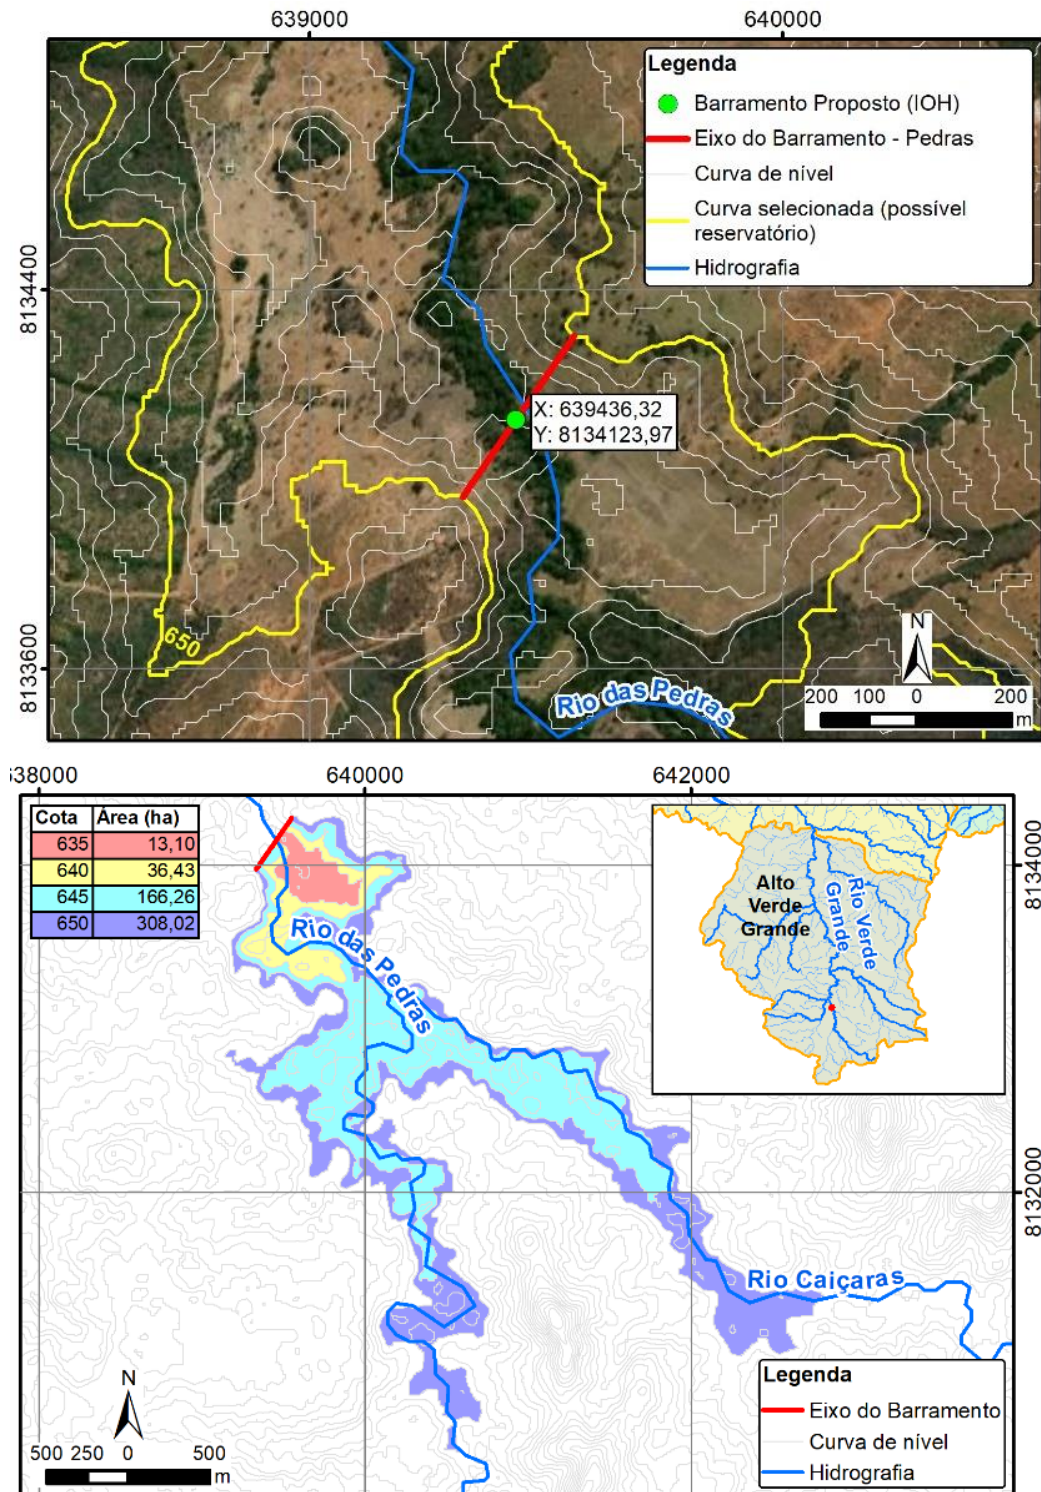 639000
640000
Legenda
Barramento Proposto (IOH)
Eixo do Barramento - Pedras
Curva de nível
Curva selecionada (possível
reservatório)
Hidrografia
8134400
X: 639436,32
Y: 8134123,97
650
8133600
Rio das Pedras
N
200 100 0 200
m
638000
640000
642000
Cota Área (ha)
635 13,10
640 36,43
645 166,26
650 308,02
Alto
Verde
Grande
Rio Verde
Grande
8134000
Rio das Pedras
8132000
Rio Caiçaras
N
500 250 0 500
m
Legenda
Eixo do Barramento
Curva de nível
Hidrografia